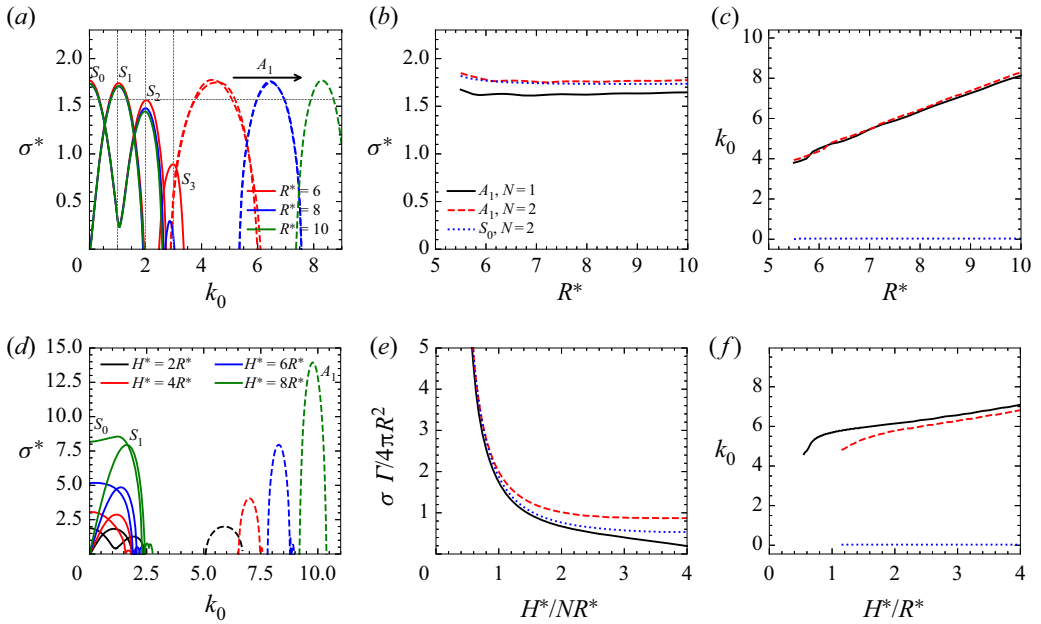 (a)
(b)
(c)
2.0
1.5
1.0
0.5
σ*
S0
S1
S2
S3
A1
R* = 6
R* = 8
R* = 10
0
2
4
6
8
k0
2.0
1.5
1.0
0.5
0
σ*
A1, N = 1
A1, N = 2
S0, N = 2
5
6
7
8
9
10
R*
8
6
4
2
0
k0
5
6
7
8
9
10
R*
(d)
(e)
(f)
15.0
12.5
10.0
7.5
5.0
2.5
σ*
H* = 2R*
H* = 4R*
H* = 6R*
H* = 8R*
S0
S1
A1
0
2.5
5.0
7.5
10.0
k0
5
4
3
2
1
σ Γ/4πR²
0
1
2
3
4
H*/NR*
8
6
4
2
0
k0
0
1
2
3
4
H*/R*